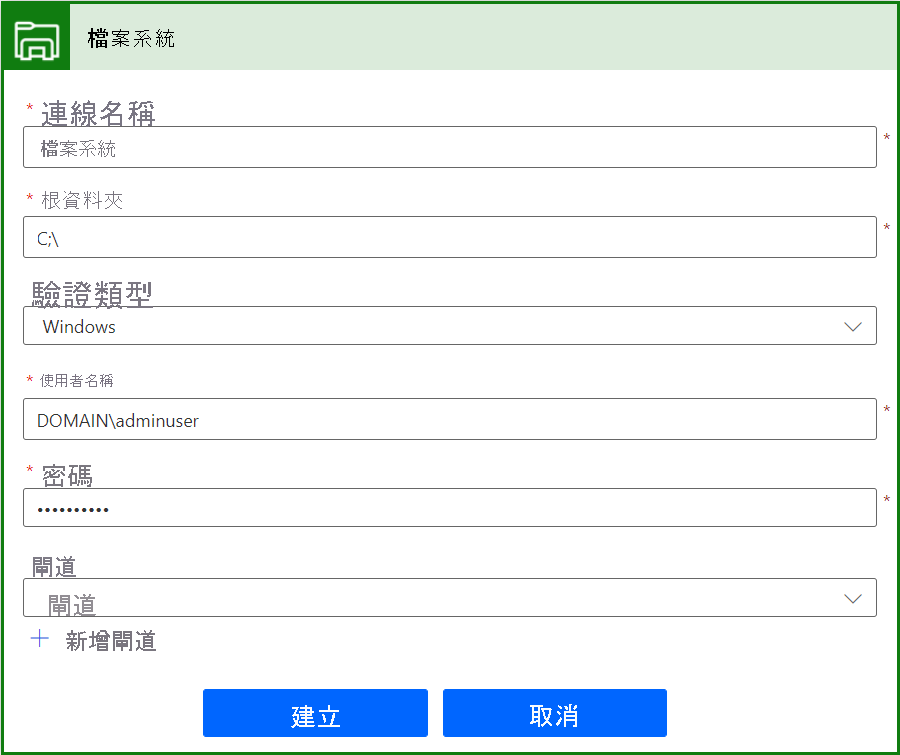 檔案系統
* 連線名稱
檔案系統 *
* 根資料夾
C;\ *
驗證類型
Windows
* 使用者名稱
DOMAIN\adminuser *
* 密碼
•••••••••• *
閘道
閘道
+ 新增閘道
建立 取消